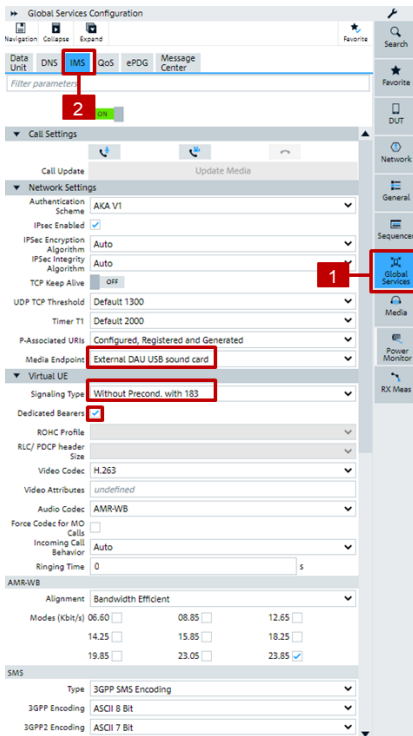 Global Services Configuration
Navigation Collapse Expand Favorite
Data Unit DNS IMS QoS ePDG Message Center
Filter parameters
2
ON
Call Settings
Call Update Update Media
Network Settings
Authentication Scheme AKA V1
IPsec Enabled
IPSec Encryption Algorithm Auto
IPSec Integrity Algorithm Auto
TCP Keep Alive OFF
UDP TCP Threshold Default 1300
Timer T1 Default 2000
P-Associated URIs Configured, Registered and Generated
Media Endpoint External DAU USB sound card
Virtual UE
Signaling Type Without Precond. with 183
Dedicated Bearers
ROHC Profile
RLC/ PDCP header Size
Video Codec H.263
Video Attributes undefined
Audio Codec AMR-WB
Force Codec for MO Calls
Incoming Call Behavior Auto
Ringing Time 0 s
AMR-WB
Alignment Bandwidth Efficient
Modes (Kbit/s) 06.60 08.85 12.65
14.25 15.85 18.25
19.85 23.05 23.85
SMS
Type 3GPP SMS Encoding
3GPP Encoding ASCII 8 Bit
3GPP2 Encoding ASCII 7 Bit
Search
Favorite
DUT
Network
General
Sequencer
1
Global Services
Media
Power Monitor
RX Meas